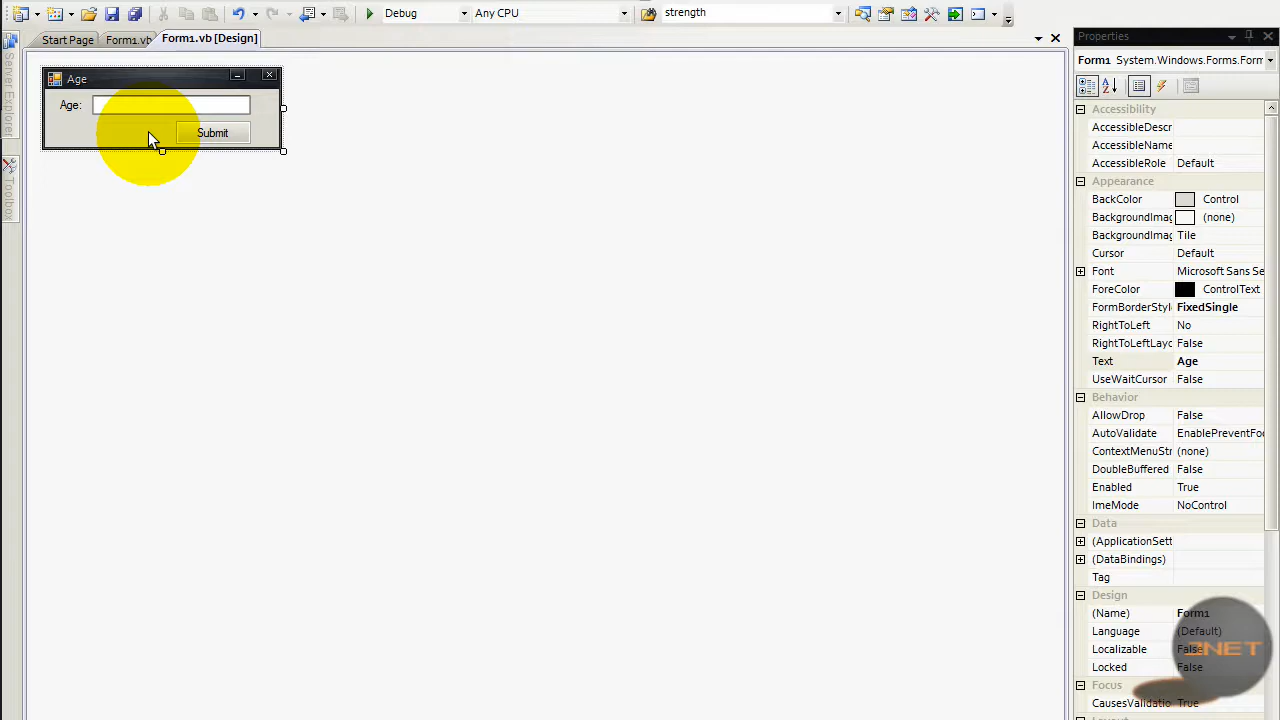 Debug
Any CPU
strength
Start Page
Form1.vb
Form1.vb [Design]
Server Explorer
Toolbox
Age
Age:
Submit
Properties
Form1 System.Windows.Forms.Form
Accessibility
AccessibleDescr
AccessibleName
AccessibleRole Default
Appearance
BackColor Control
BackgroundImag (none)
BackgroundImag Tile
Cursor Default
Font Microsoft Sans Se
ForeColor ControlText
FormBorderStyle FixedSingle
RightToLeft No
RightToLeftLayo False
Text Age
UseWaitCursor False
Behavior
AllowDrop False
AutoValidate EnablePreventFo
ContextMenuStr (none)
DoubleBuffered False
Enabled True
ImeMode NoControl
Data
(ApplicationSett
(DataBindings)
Tag
Design
(Name) Form1
Language (Default)
Localizable False
Locked False
Focus
CausesValidatio True